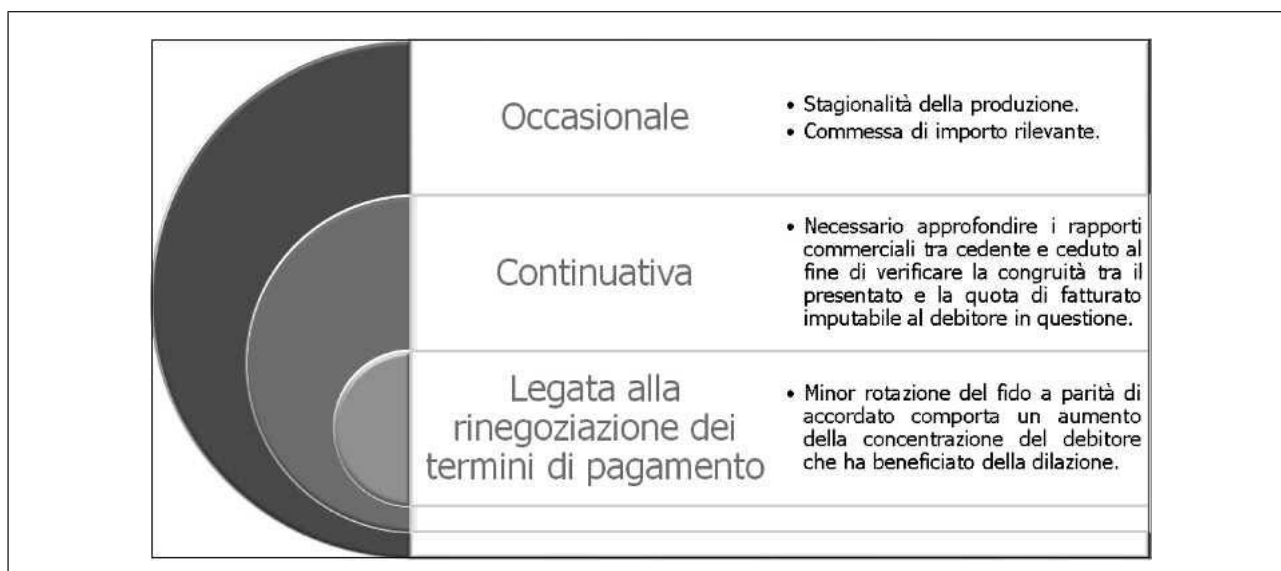 Occasionale
• Stagionalità della produzione.
• Commessa di importo rilevante.
Continuativa
• Necessario approfondire i rapporti
commerciali tra cedente e ceduto al
fine di verificare la congruità tra il
presentato e la quota di fatturato
imputabile al debitore in questione.
Legata alla
rinegoziazione dei
termini di pagamento
• Minor rotazione del fido a parità di
accordato comporta un aumento
della concentrazione del debitore
che ha beneficiato della dilazione.